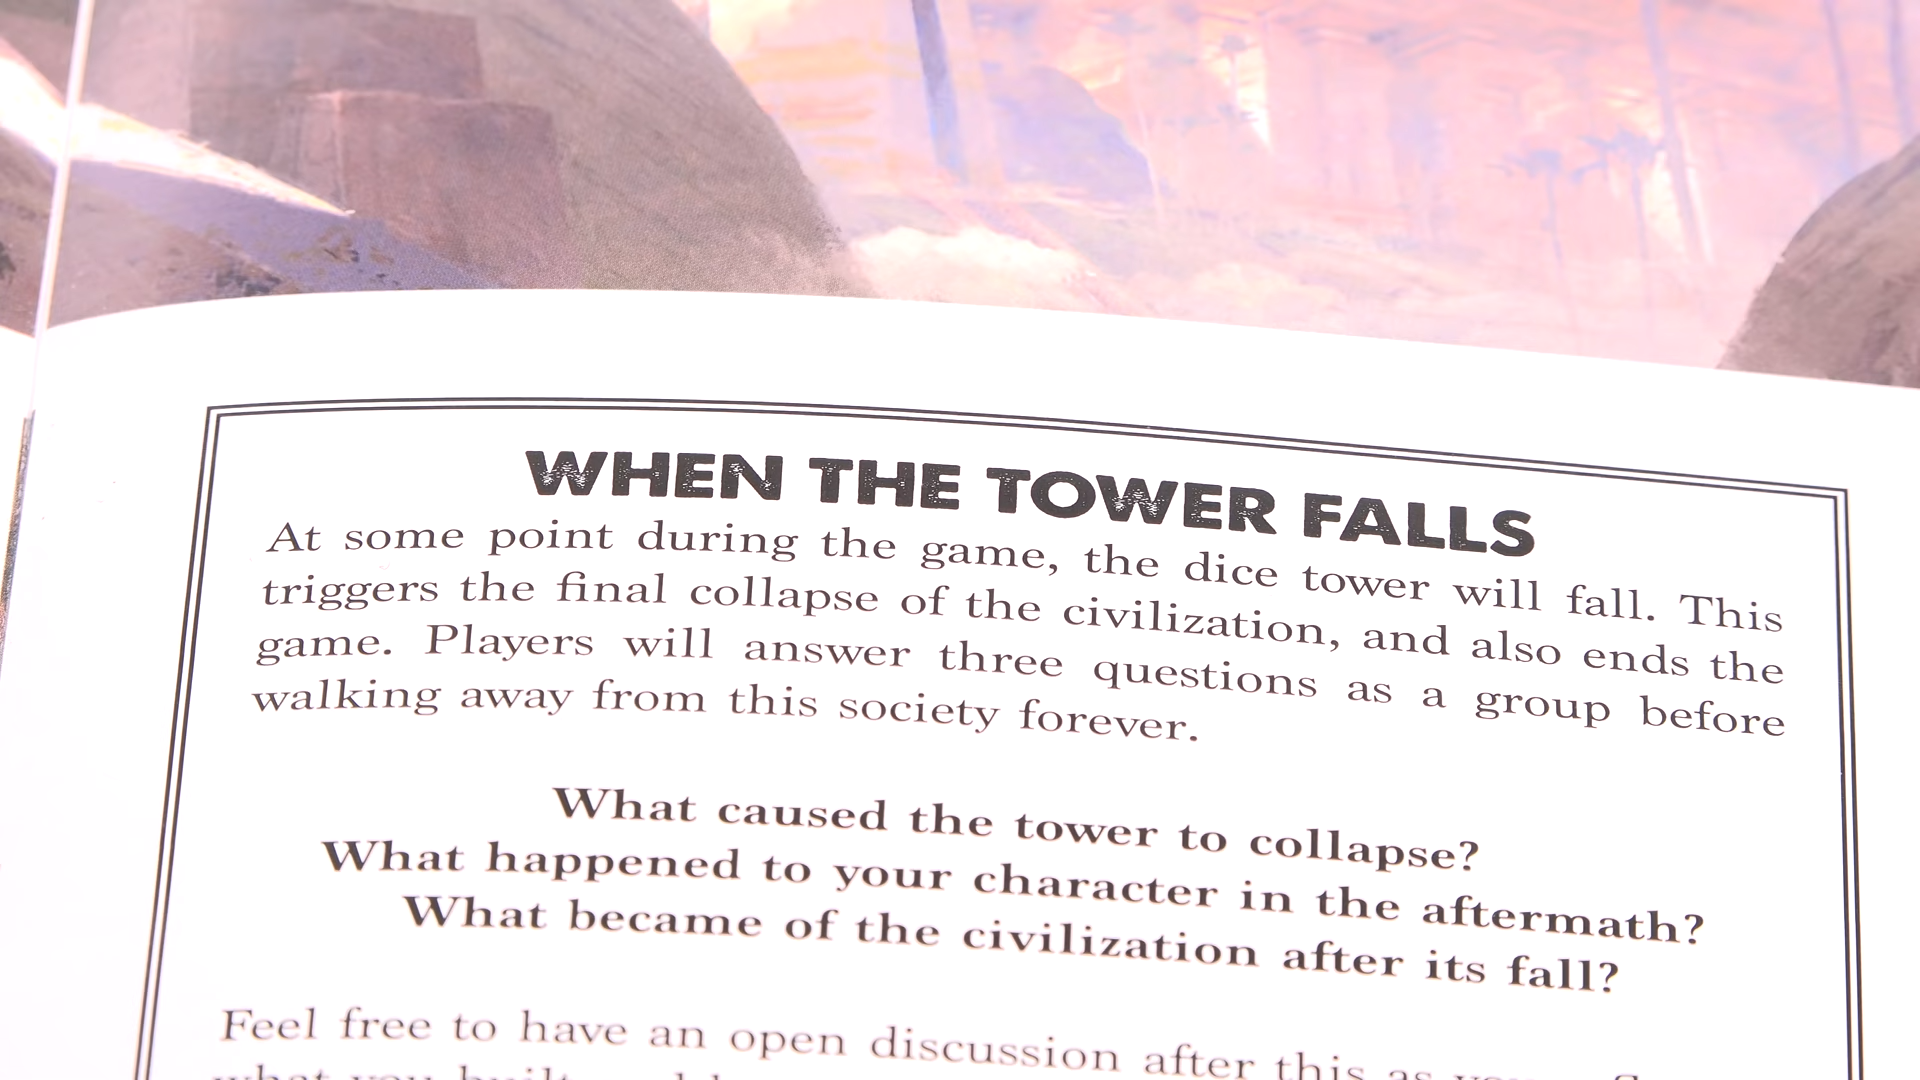 WHEN THE TOWER FALLS
At some point during the game, the dice tower will fall. This
triggers the final collapse of the civilization, and also ends the
game. Players will answer three questions as a group before
walking away from this society forever.
What caused the tower to collapse?
What happened to your character in the aftermath?
What became of the civilization after its fall?
Feel free to have an open discussion after this as
what you built